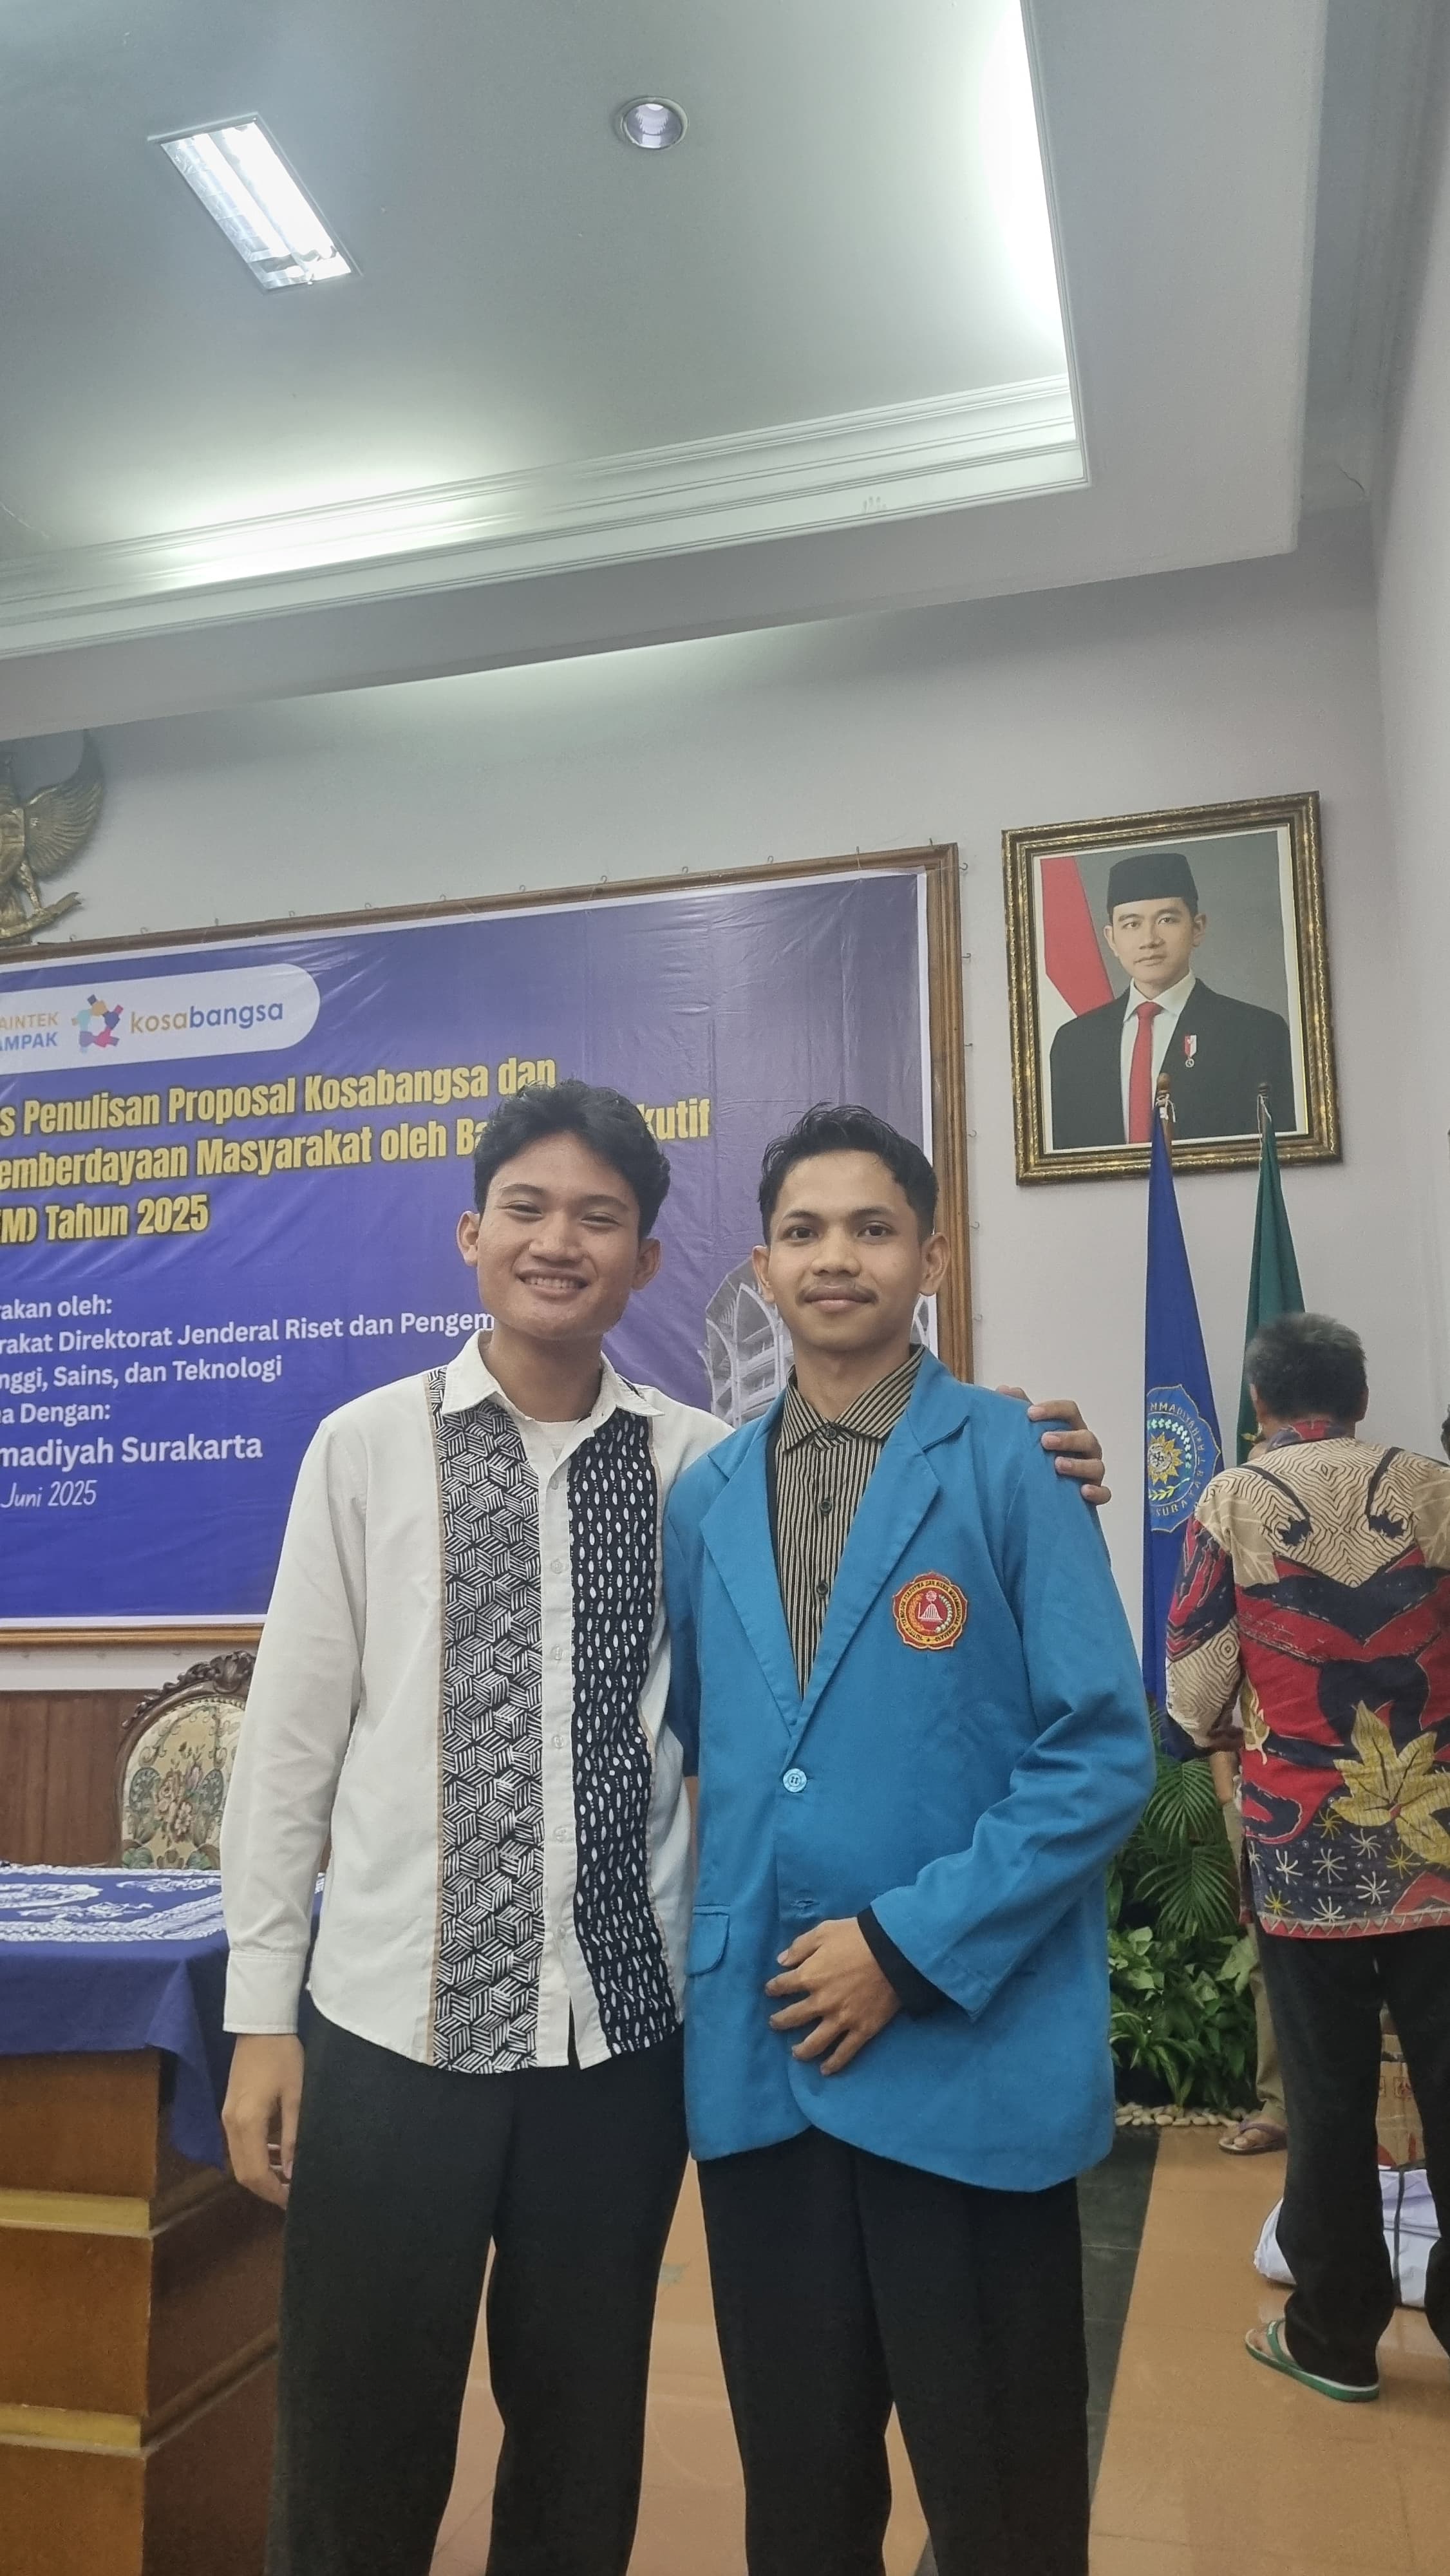 AINTEK
AMPAK
kosabangsa
s Penulisan Proposal Kosabangsa dan
emberdayaan Masyarakat oleh Ba kutif
M) Tahun 2025
akan oleh:
rakat Direktorat Jenderal Riset dan Pengem
nggi, Sains, dan Teknologi
a Dengan:
madiyah Surakarta
Juni 2025